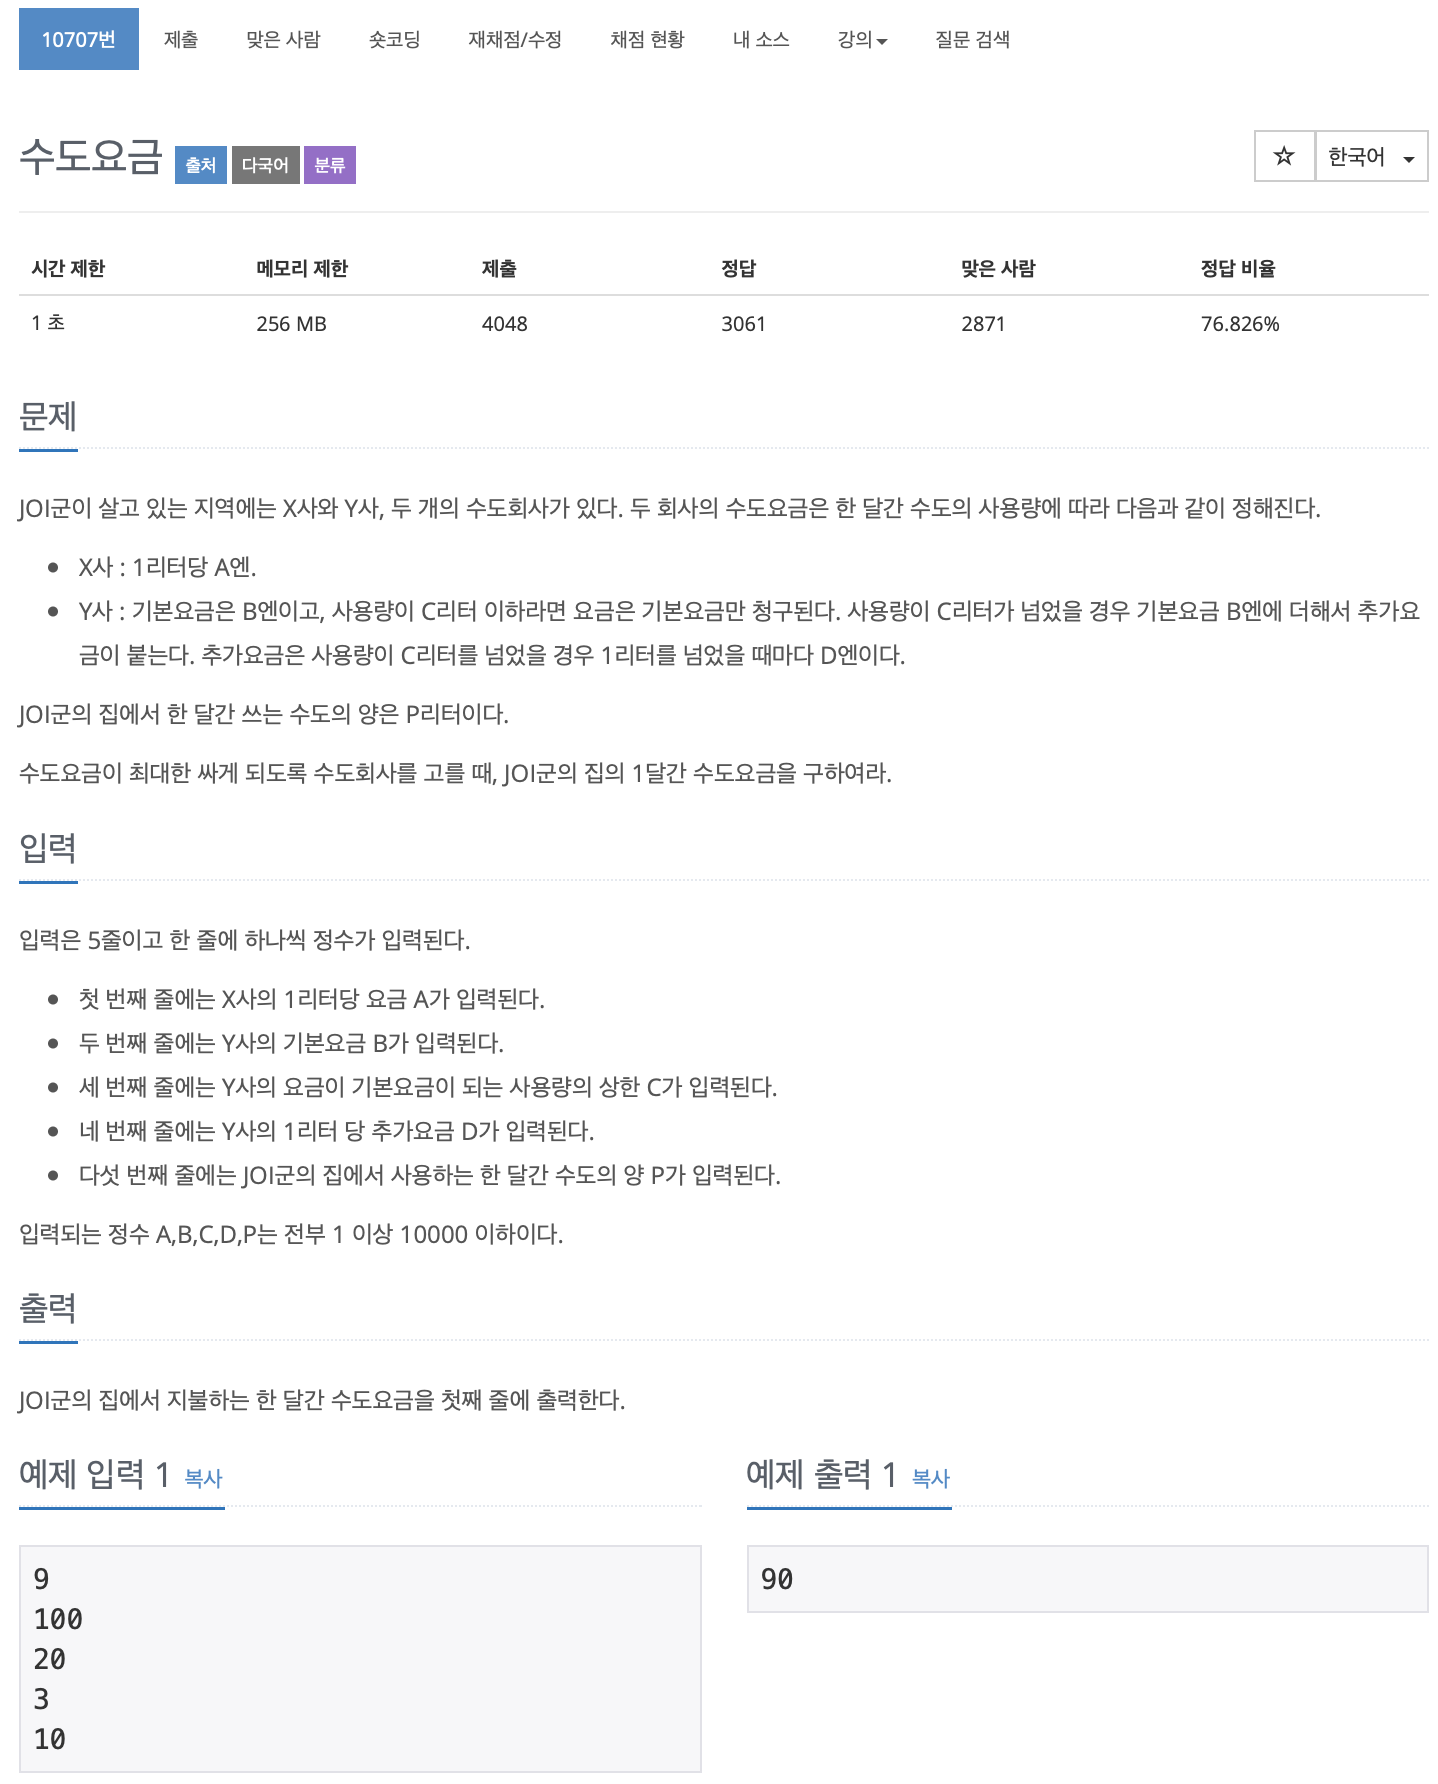 10707번 제출 맞은 사람 숏코딩 재채점/수정 채점 현황 내 소스 강의 질문 검색
수도요금 출처 다국어 분류 ☆ 한국어
시간 제한 메모리 제한 제출 정답 맞은 사람 정답 비율
1 초 256 MB 4048 3061 2871 76.826%
문제
JOI군이 살고 있는 지역에는 X사와 Y사, 두 개의 수도회사가 있다. 두 회사의 수도요금은 한 달간 수도의 사용량에 따라 다음과 같이 정해진다.
• X사 : 1리터당 A엔.
• Y사 : 기본요금은 B엔이고, 사용량이 C리터 이하라면 요금은 기본요금만 청구된다. 사용량이 C리터가 넘었을 경우 기본요금 B엔에 더해서 추가요
금이 붙는다. 추가요금은 사용량이 C리터를 넘었을 경우 1리터를 넘었을 때마다 D엔이다.
JOI군의 집에서 한 달간 쓰는 수도의 양은 P리터이다.
수도요금이 최대한 싸게 되도록 수도회사를 고를 때, JOI군의 집의 1달간 수도요금을 구하여라.
입력
입력은 5줄이고 한 줄에 하나씩 정수가 입력된다.
• 첫 번째 줄에는 X사의 1리터당 요금 A가 입력된다.
• 두 번째 줄에는 Y사의 기본요금 B가 입력된다.
• 세 번째 줄에는 Y사의 요금이 기본요금이 되는 사용량의 상한 C가 입력된다.
• 네 번째 줄에는 Y사의 1리터 당 추가요금 D가 입력된다.
• 다섯 번째 줄에는 JOI군의 집에서 사용하는 한 달간 수도의 양 P가 입력된다.
입력되는 정수 A,B,C,D,P는 전부 1 이상 10000 이하이다.
출력
JOI군의 집에서 지불하는 한 달간 수도요금을 첫째 줄에 출력한다.
예제 입력 1 복사
9
100
20
3
10
예제 출력 1 복사
90